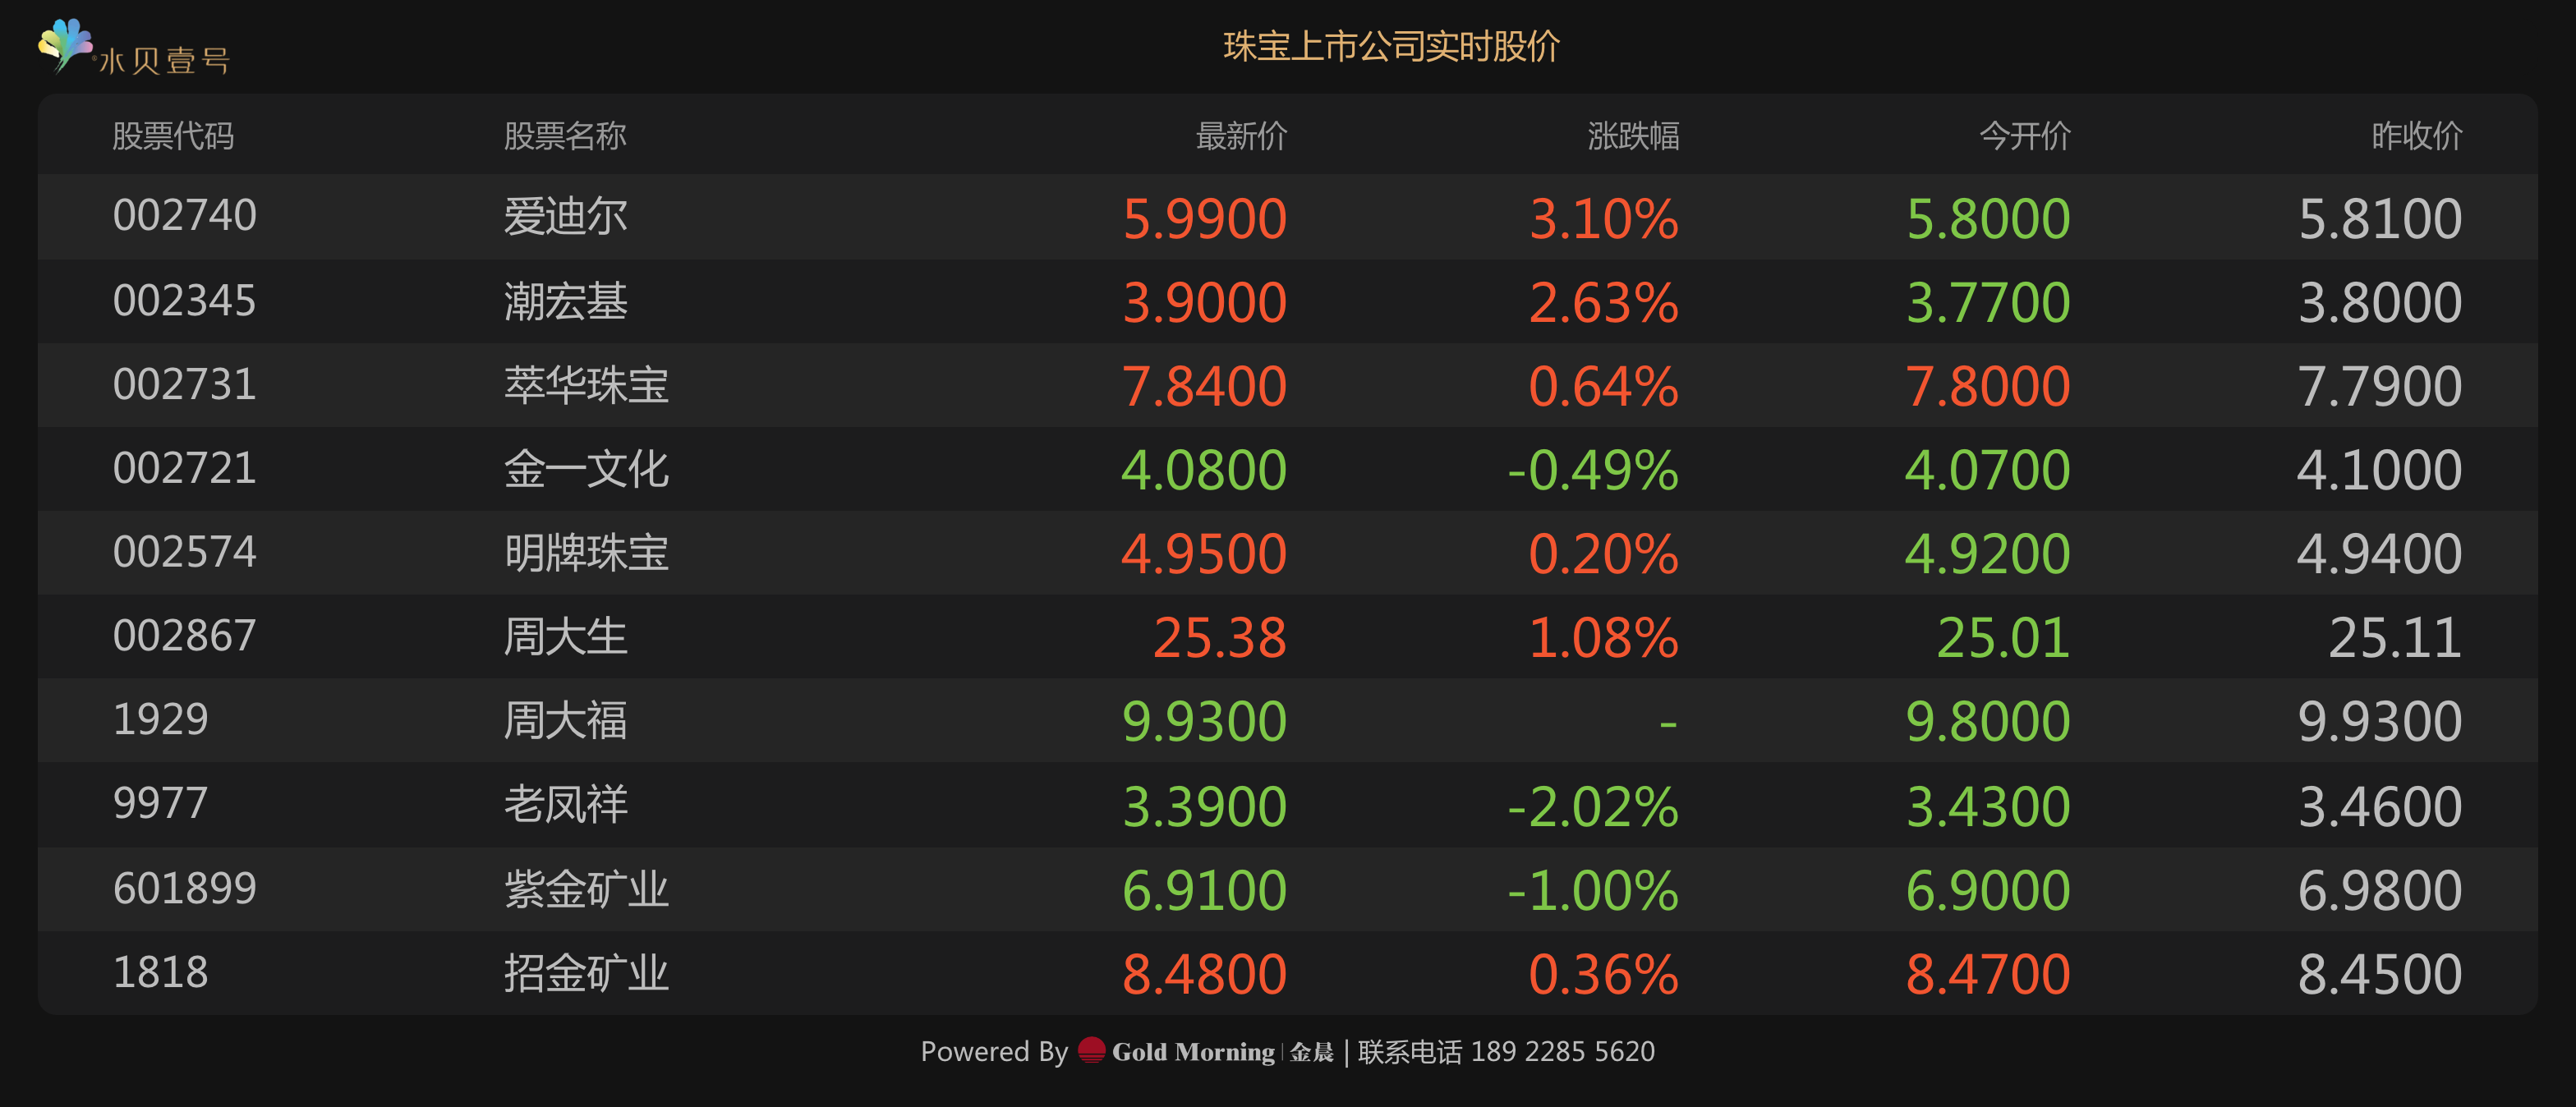 水贝壹号
珠宝上市公司实时股价
股票代码 股票名称 最新价 涨跌幅 今开价 昨收价
002740 爱迪尔 5.9900 3.10% 5.8000 5.8100
002345 潮宏基 3.9000 2.63% 3.7700 3.8000
002731 萃华珠宝 7.8400 0.64% 7.8000 7.7900
002721 金一文化 4.0800 -0.49% 4.0700 4.1000
002574 明牌珠宝 4.9500 0.20% 4.9200 4.9400
002867 周大生 25.38 1.08% 25.01 25.11
1929 周大福 9.9300 - 9.8000 9.9300
9977 老凤祥 3.3900 -2.02% 3.4300 3.4600
601899 紫金矿业 6.9100 -1.00% 6.9000 6.9800
1818 招金矿业 8.4800 0.36% 8.4700 8.4500
Powered By Gold Morning | 金晨 | 联系电话 189 2285 5620